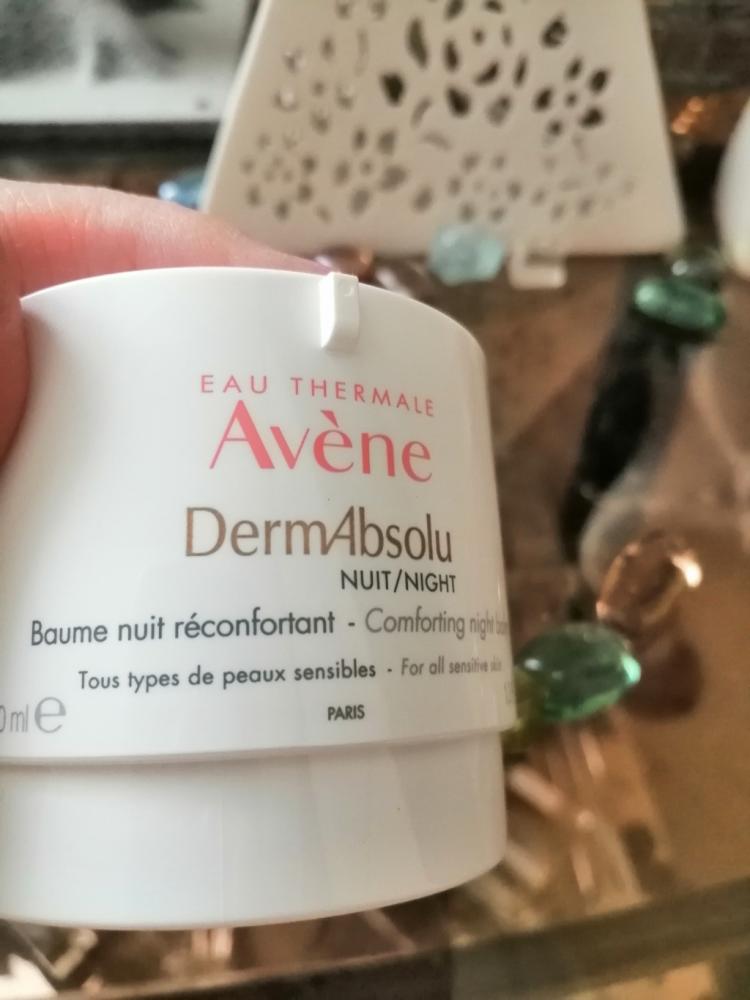 EAU THERMALE
Avène
DermAbsolu
NUIT/NIGHT
Baume nuit réconfortant - Comforting night
Tous types de peaux sensibles - For all sensitive skin
ml e
PARIS